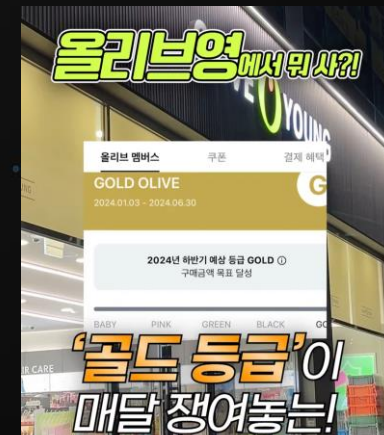 올리브영에서 뭐 사?!
YOUNG
올리브 멤버스 쿠폰 결제 혜택
GOLD OLIVE
2024.01.03 - 2024.06.30
2024년 하반기 예상 등급 GOLD ⓘ
구매금액 목표 달성
BABY PINK GREEN BLACK
CARE
‘골드 등급’이
매달 쟁여놓는!